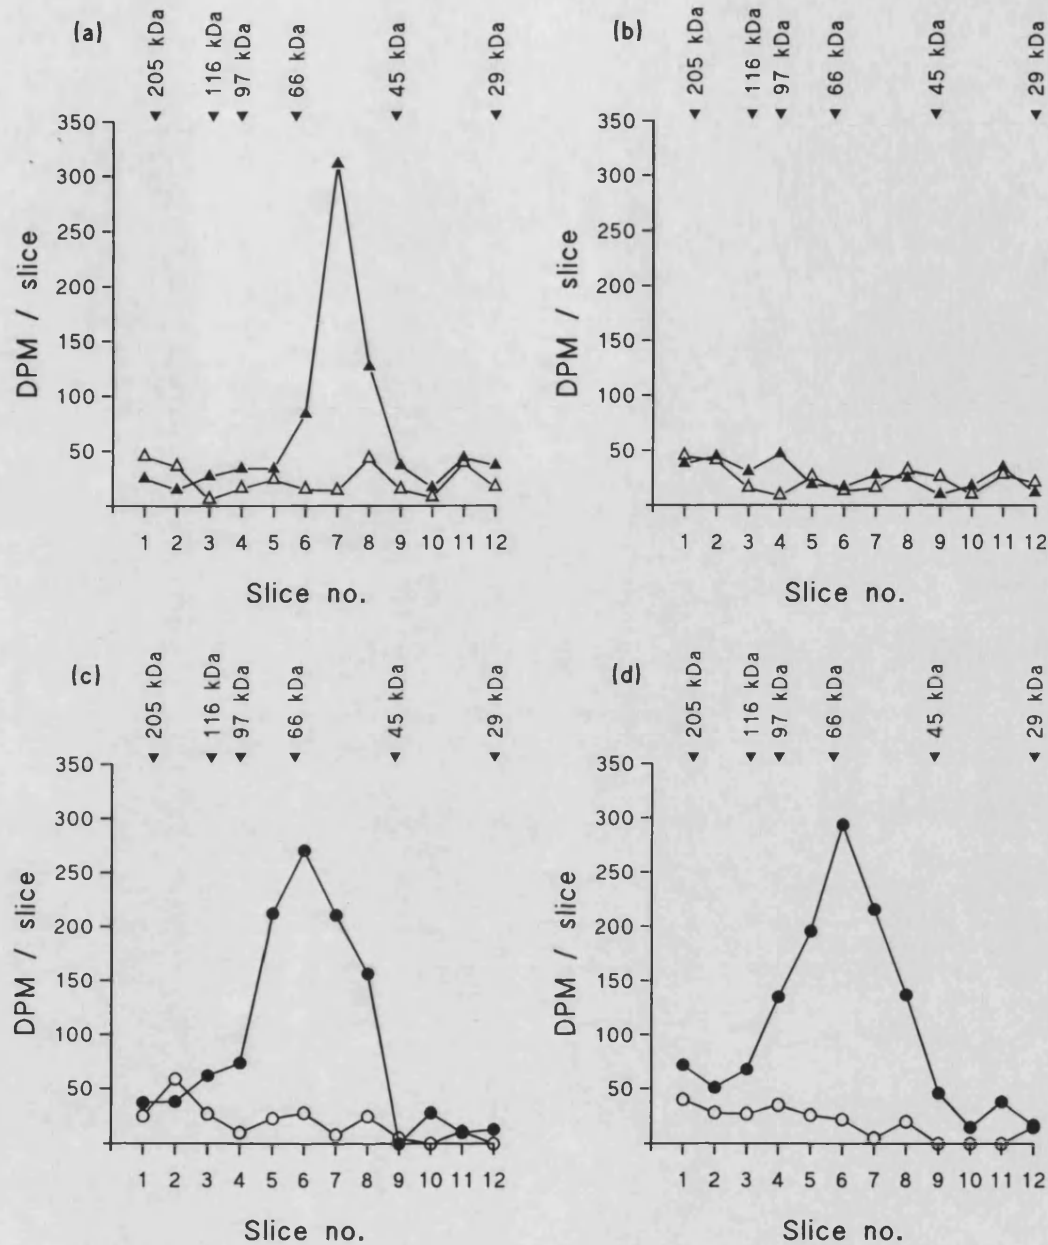 (a)
205 kDa
116 kDa
97 kDa
66 kDa
45 kDa
29 kDa
350
300
250
200
150
100
50
DPM / slice
1 2 3 4 5 6 7 8 9 10 11 12
Slice no.
(b)
205 kDa
116 kDa
97 kDa
66 kDa
45 kDa
29 kDa
350
300
250
200
150
100
50
DPM / slice
1 2 3 4 5 6 7 8 9 10 11 12
Slice no.
(c)
205 kDa
116 kDa
97 kDa
66 kDa
45 kDa
29 kDa
350
300
250
200
150
100
50
DPM / slice
1 2 3 4 5 6 7 8 9 10 11 12
Slice no.
(d)
205 kDa
116 kDa
97 kDa
66 kDa
45 kDa
29 kDa
350
300
250
200
150
100
50
DPM / slice
1 2 3 4 5 6 7 8 9 10 11 12
Slice no.